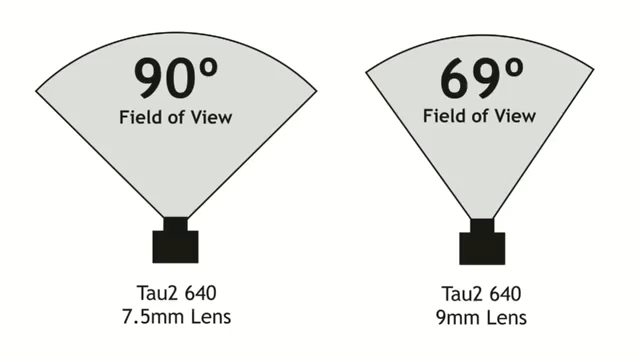 90º
Field of View
Tau2 640
7.5mm Lens
69º
Field of View
Tau2 640
9mm Lens